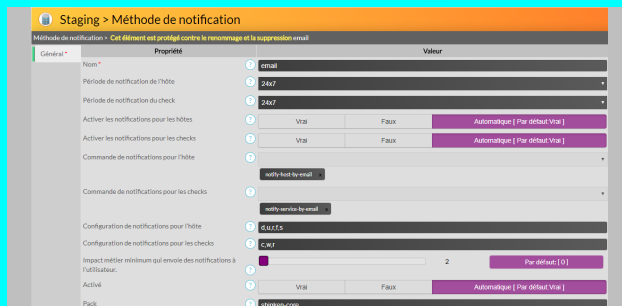 Staging > Méthode de notification
Méthode de notification > Cet élément est protégé contre le renommage et la suppression email
Général *
Propriété Valeur
Nom * ? email
Période de notification de l'hôte ? 24x7
Période de notification du check ? 24x7
Activer les notifications pour les hôtes ? Vrai Faux Automatique [ Par défaut:Vrai ]
Activer les notifications pour les checks ? Vrai Faux Automatique [ Par défaut:Vrai ]
Commande de notifications pour l'hôte ?
notify-host-by-email x
Commande de notifications pour les checks ?
notify-service-by-email x
Configuration de notifications pour l'hôte ? d,u,r,f,s
Configuration de notifications pour les checks ? c,w,r
Impact métier minimum qui envoie des notifications à l'utilisateur. ? 2 Par défaut: [ 0 ]
Activé ? Vrai Faux Automatique [ Par défaut:Vrai ]
Pack ? shinken-core